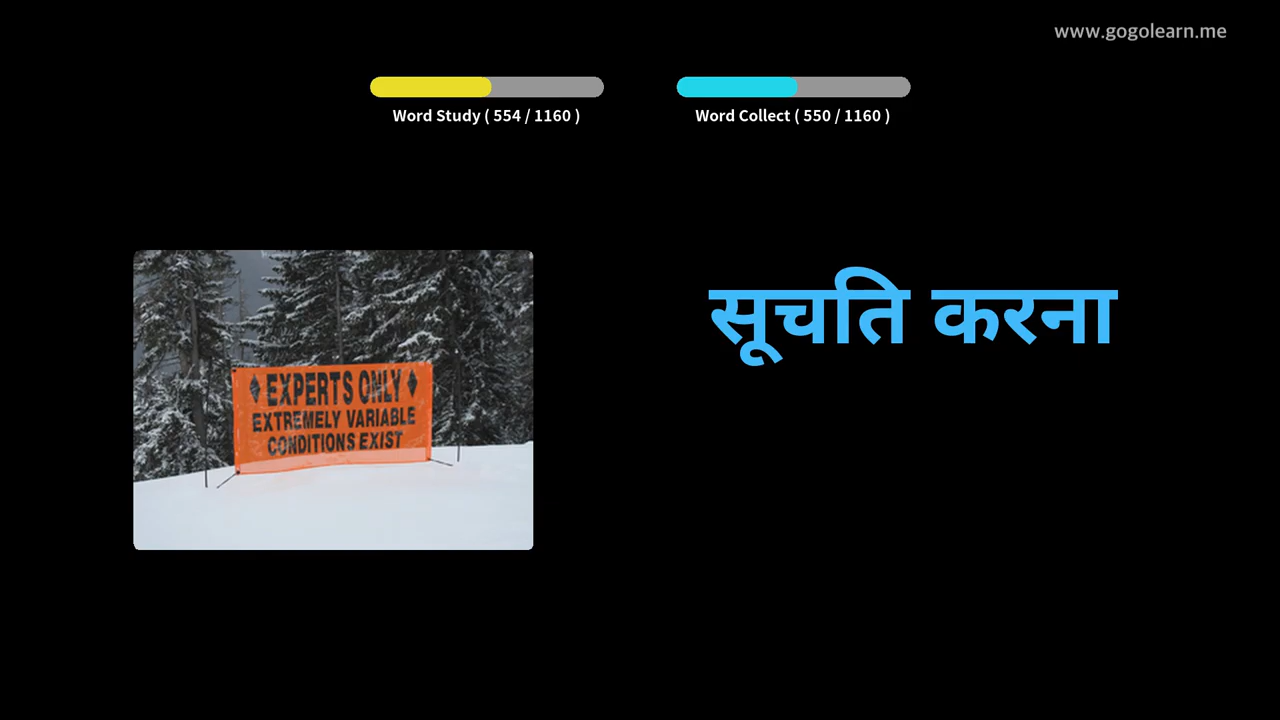 www.gogolearn.me
Word Study ( 554 / 1160 )
Word Collect ( 550 / 1160 )
EXPERTS ONLY
EXTREMELY VARIABLE
CONDITIONS EXIST
सूचति करना